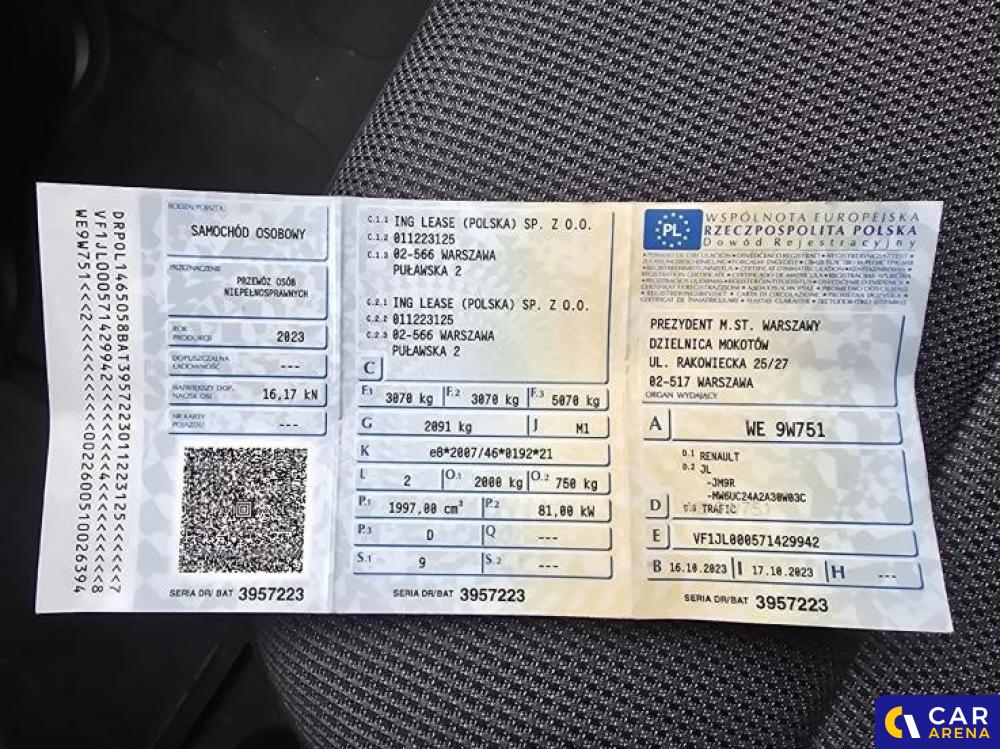 DRPOL1465058BAT3957223011223125<<<<<7
VF1JL000571429942<<<<<<<<<<<<<<<<<<8
WE9W751<<<2<<<<<<<4<<<<0022600510026394
RODZAJ POJAZDU
SAMOCHÓD OSOBOWY
PRZEZNACZENIE
PRZEWÓZ OSÓB
NIEPEŁNOSPRAWNYCH
ROK
PRODUKCJI 2023
DOPUSZCZALNA
ŁADOWNOŚĆ ---
NAJWIĘKSZY DOP.
NACISK OSI 16,17 kN
NR KARTY
POJAZDU ---
SERIA DR/BAT 3957223
C.1.1 ING LEASE (POLSKA) SP. Z O.O.
C.1.2 011223125
C.1.3 02-566 WARSZAWA
PUŁAWSKA 2
C.2.1 ING LEASE (POLSKA) SP. Z O.O.
C.2.2 011223125
C.2.3 02-566 WARSZAWA
PUŁAWSKA 2
C
F.1 3070 kg F.2 3070 kg F.3 5070 kg
G 2091 kg J M1
K e8*2007/46*0192*21
L 2 O.1 2000 kg O.2 750 kg
P.1 1997,00 cm³ P.2 81,00 kW
P.3 D Q ---
S.1 9 S.2 ---
SERIA DR/BAT 3957223
PL
WSPÓLNOTA EUROPEJSKA
RZECZPOSPOLITA POLSKA
Dowód Rejestracyjny
PREZYDENT M.ST. WARSZAWY
DZIELNICA MOKOTÓW
UL. RAKOWIECKA 25/27
02-517 WARSZAWA
ORGAN WYDAJĄCY
A WE 9W751
D.1 RENAULT
D.2 JL
-JM9R
-MW6UC24A2A30W03C
D D.3 TRAFIC
E VF1JL000571429942
B 16.10.2023 I 17.10.2023 H ---
SERIA DR/BAT 3957223
CAR
ARENA